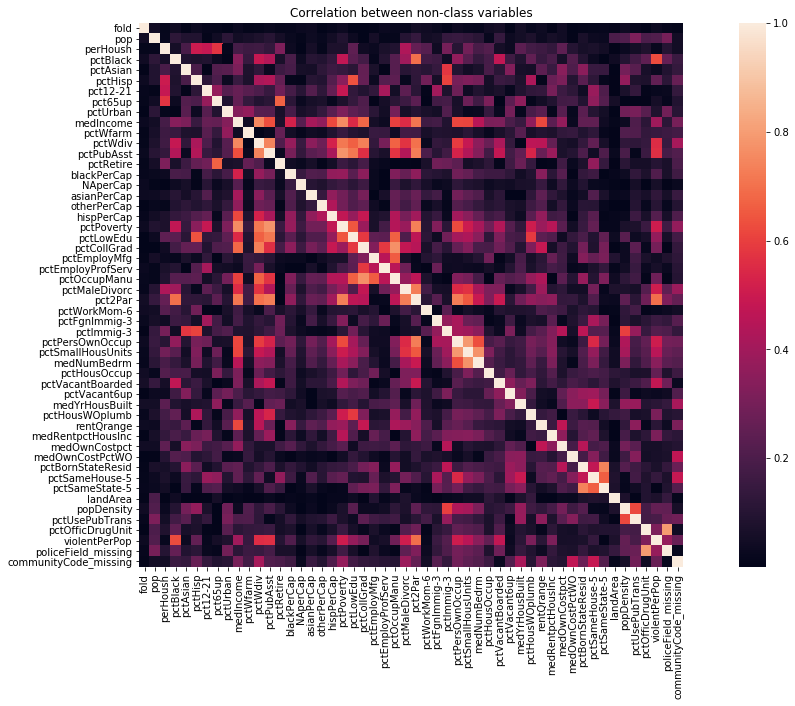 Correlation between non-class variables
fold
pop
perHoush
pctBlack
pctAsian
pctHisp
pct12-21
pct65up
pctUrban
medIncome
pctWfarm
pctWdiv
pctPubAsst
pctRetire
blackPerCap
NAperCap
asianPerCap
otherPerCap
hispPerCap
pctPoverty
pctLowEdu
pctCollGrad
pctEmployMfg
pctEmployProfServ
pctOccupManu
pctMaleDivorc
pct2Par
pctWorkMom-6
pctFgnImmig-3
pctImmig-3
pctPersOwnOccup
pctSmallHousUnits
medNumBedrm
pctHousOccup
pctVacantBoarded
pctVacant6up
medYrHousBuilt
pctHousWOplumb
rentQrange
medRentpctHousInc
medOwnCostpct
medOwnCostPctWO
pctBornStateResid
pctSameHouse-5
pctSameState-5
landArea
popDensity
pctUsePubTrans
pctOfficDrugUnit
violentPerPop
policeField_missing
communityCode_missing
fold
pop
perHoush
pctBlack
pctAsian
pctHisp
pct12-21
pct65up
pctUrban
medIncome
pctWfarm
pctWdiv
pctPubAsst
pctRetire
blackPerCap
NAperCap
asianPerCap
otherPerCap
hispPerCap
pctPoverty
pctLowEdu
pctCollGrad
pctEmployMfg
pctEmployProfServ
pctOccupManu
pctMaleDivorc
pct2Par
pctWorkMom-6
pctFgnImmig-3
pctImmig-3
pctPersOwnOccup
pctSmallHousUnits
medNumBedrm
pctHousOccup
pctVacantBoarded
pctVacant6up
medYrHousBuilt
pctHousWOplumb
rentQrange
medRentpctHousInc
medOwnCostpct
medOwnCostPctWO
pctBornStateResid
pctSameHouse-5
pctSameState-5
landArea
popDensity
pctUsePubTrans
pctOfficDrugUnit
violentPerPop
policeField_missing
communityCode_missing
1.0
0.8
0.6
0.4
0.2